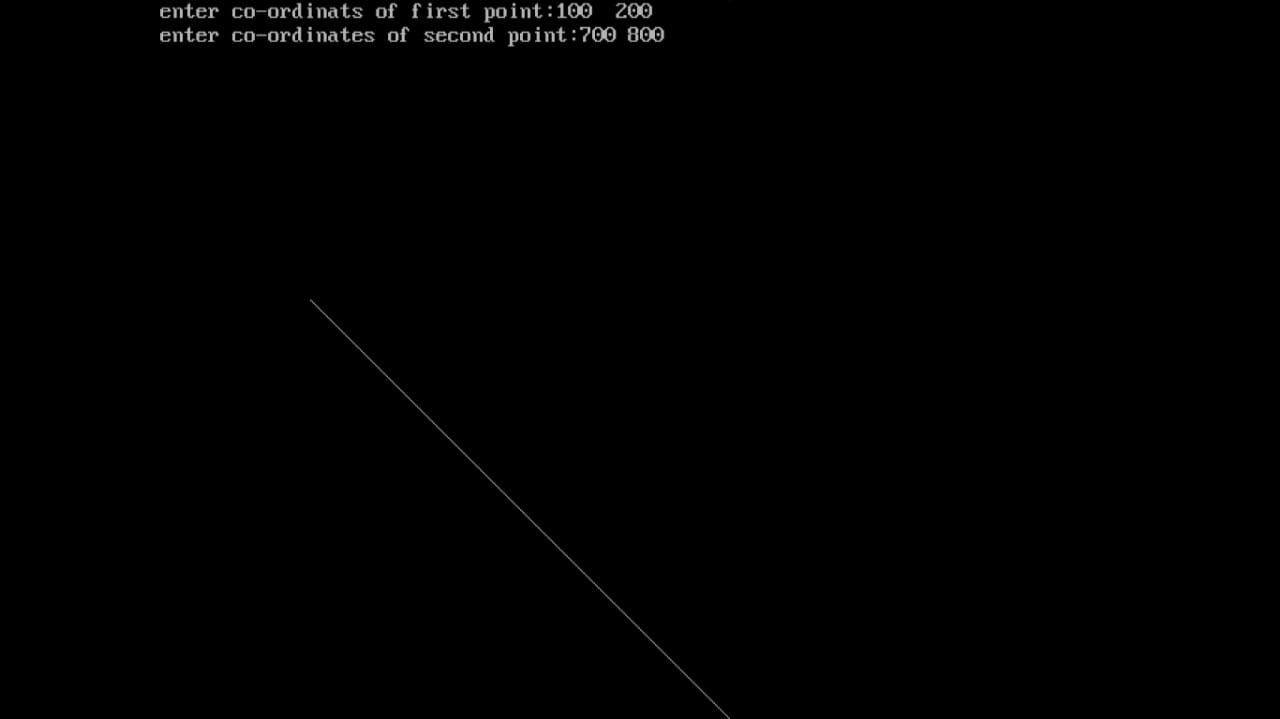 enter co-ordinats of first point:100  200
enter co-ordinates of second point:700 800